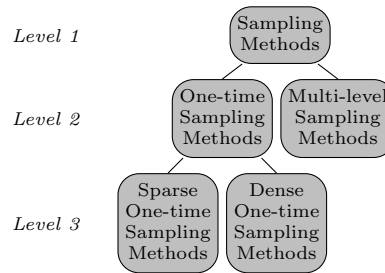 Level 1
Sampling
Methods
Level 2
One-time
Sampling
Methods
Multi-level
Sampling
Methods
Level 3
Sparse
One-time
Sampling
Methods
Dense
One-time
Sampling
Methods